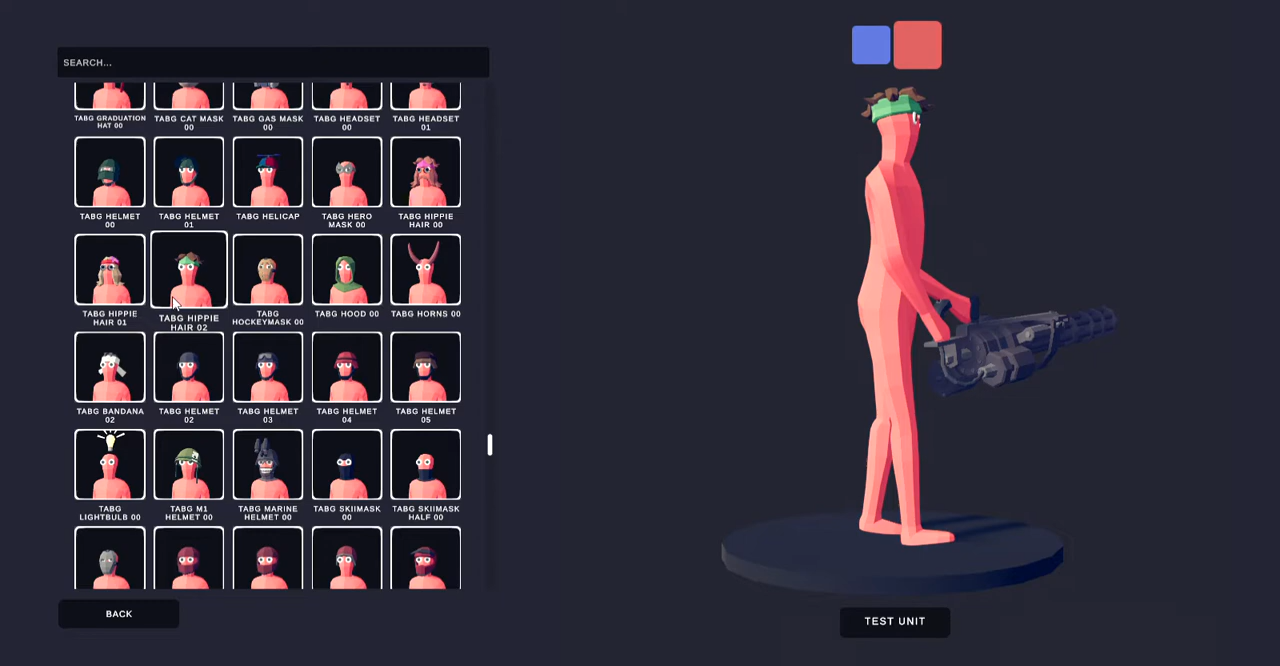 SEARCH...
TABG GRADUATION
HAT 00
TABG CAT MASK
00
TABG GAS MASK
00
TABG HEADSET
00
TABG HEADSET
01
TABG HELMET
00
TABG HELMET
01
TABG HELICAP
TABG HERO
MASK 00
TABG HIPPIE
HAIR 00
TABG HIPPIE
HAIR 01
TABG HIPPIE
HAIR 02
TABG
HOCKEYMASK 00
TABG HOOD 00
TABG HORNS 00
TABG BANDANA
02
TABG HELMET
02
TABG HELMET
03
TABG HELMET
04
TABG HELMET
05
TABG
LIGHTBULB 00
TABG M1
HELMET 00
TABG MARINE
HELMET 00
TABG SKIIMASK
00
TABG SKIIMASK
HALF 00
BACK
TEST UNIT